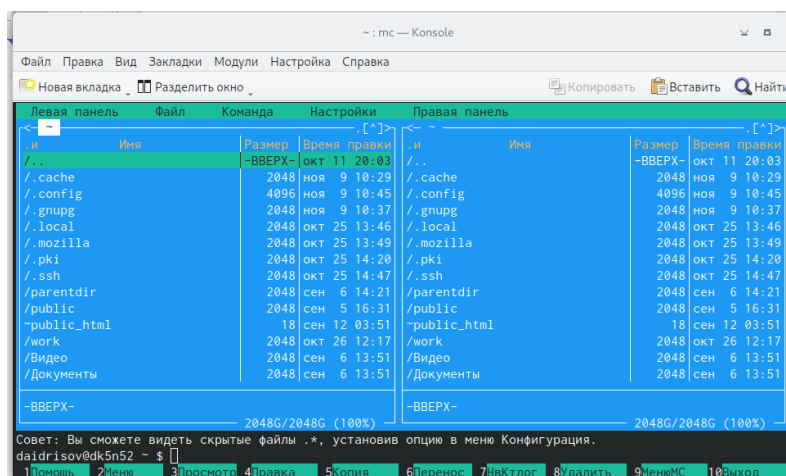 ~ : mc — Konsole
Файл Правка Вид Закладки Модули Настройка Справка
Новая вкладка Разделить окно Копировать Вставить Найти
Левая панель Файл Команда Настройки Правая панель
<— ~ .[^]> <— ~ .[^]>
.и Имя Размер Время правки .и Имя Размер Время правки
/.. -ВВЕРХ- окт 11 20:03 /.. -ВВЕРХ- окт 11 20:03
/.cache 2048 ноя 9 10:29 /.cache 2048 ноя 9 10:29
/.config 4096 ноя 9 10:45 /.config 4096 ноя 9 10:45
/.gnupg 2048 ноя 9 10:37 /.gnupg 2048 ноя 9 10:37
/.local 2048 окт 25 13:46 /.local 2048 окт 25 13:46
/.mozilla 2048 окт 25 13:49 /.mozilla 2048 окт 25 13:49
/.pki 2048 окт 25 14:20 /.pki 2048 окт 25 14:20
/.ssh 2048 окт 25 14:47 /.ssh 2048 окт 25 14:47
/parentdir 2048 сен 6 14:21 /parentdir 2048 сен 6 14:21
/public 2048 сен 5 16:31 /public 2048 сен 5 16:31
~public_html 18 сен 12 03:51 ~public_html 18 сен 12 03:51
/work 2048 окт 26 12:17 /work 2048 окт 26 12:17
/Видео 2048 сен 6 13:51 /Видео 2048 сен 6 13:51
/Документы 2048 сен 6 13:51 /Документы 2048 сен 6 13:51
-ВВЕРХ- -ВВЕРХ-
2048G/2048G (100%) 2048G/2048G (100%)
Совет: Вы сможете видеть скрытые файлы .*, установив опцию в меню Конфигурация.
daidrisov@dk5n52 ~ $
1Помощь 2Меню 3Просмотр 4Правка 5Копия 6Перенос 7НвКтлог 8Удалить 9МенюМС 10Выход